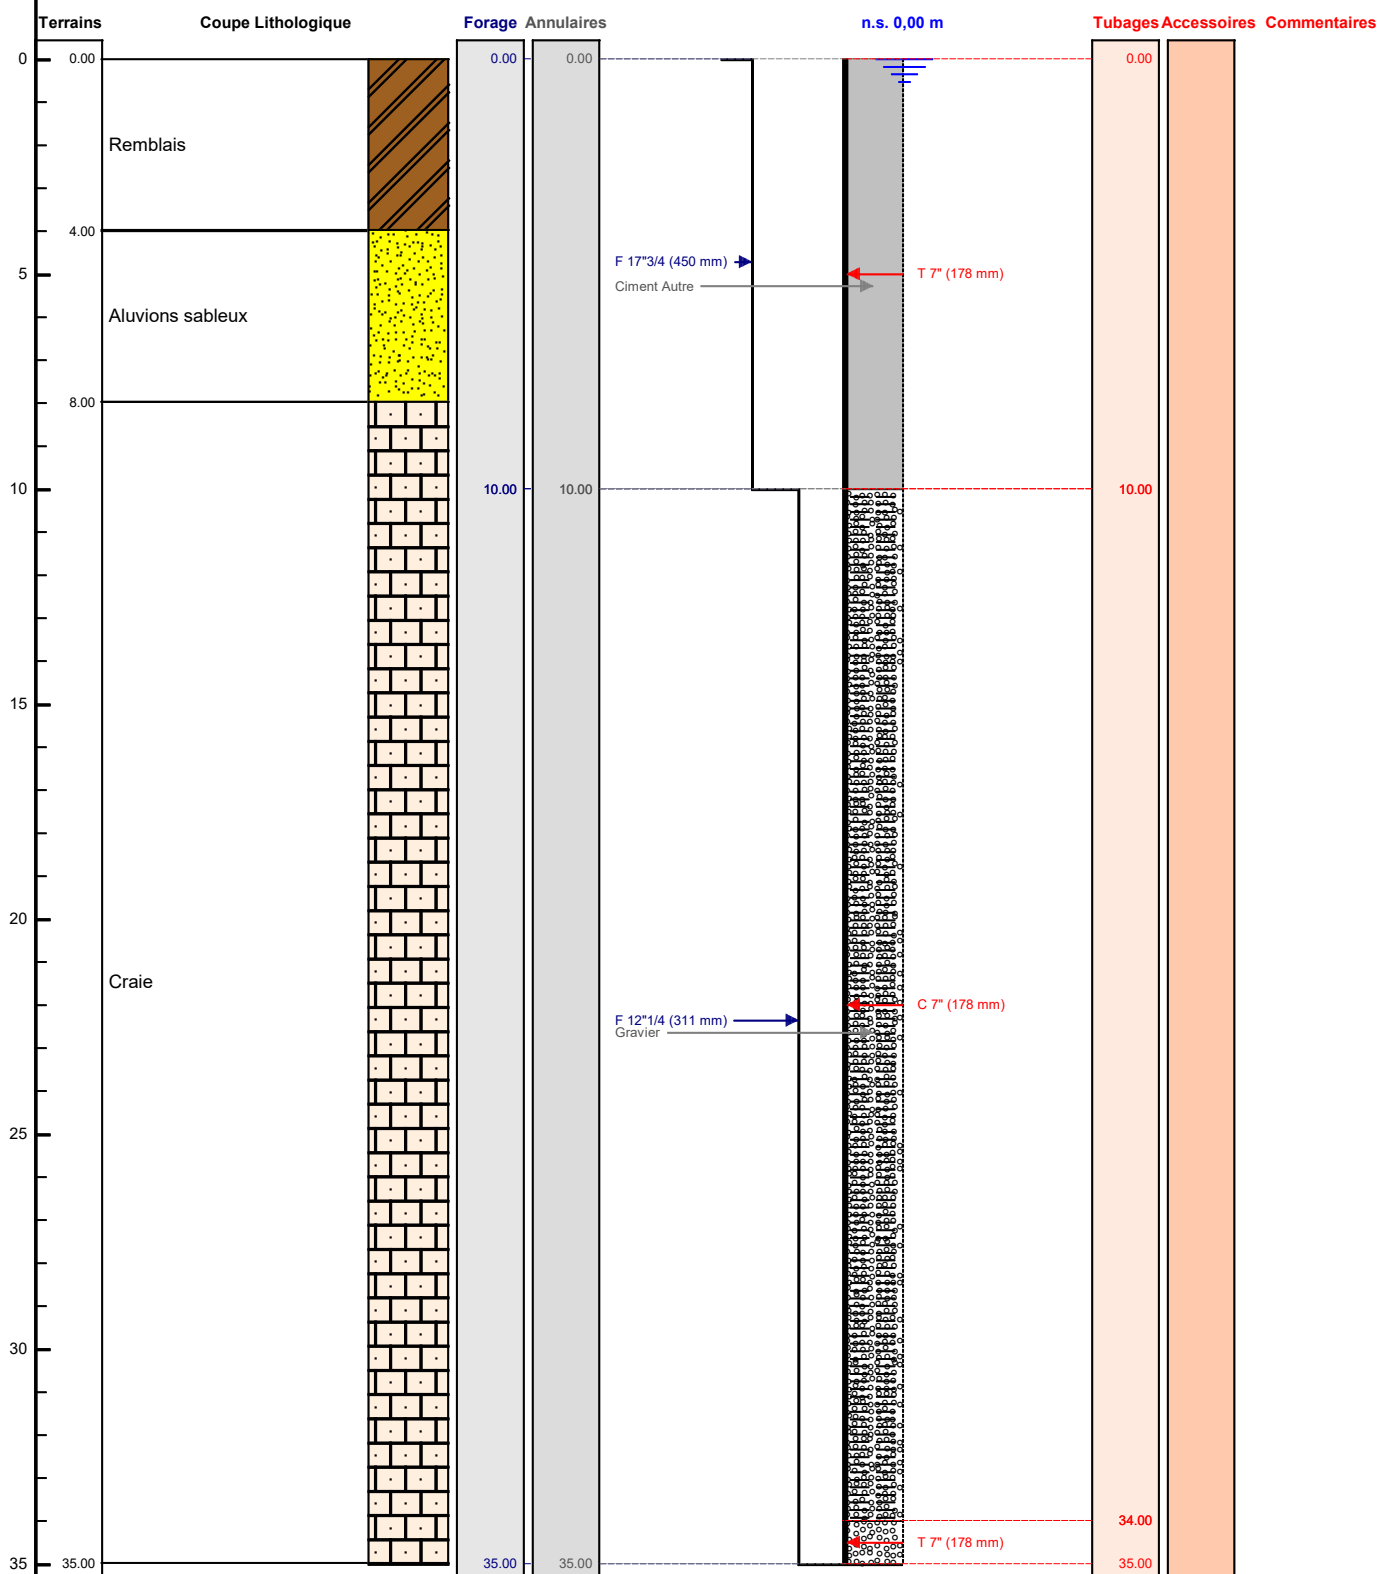 Terrains Coupe Lithologique Forage Annulaires n.s. 0,00 m Tubages Accessoires Commentaires
0 0.00 0.00 0.00 0.00
Remblais
4.00
F 17"3/4 (450 mm)
5 T 7" (178 mm)
Ciment Autre
Aluvions sableux
8.00
10 10.00 10.00 10.00
15
20
Craie
C 7" (178 mm)
F 12"1/4 (311 mm)
Gravier
25
30
34.00
T 7" (178 mm)
35 35.00 35.00 35.00 35.00